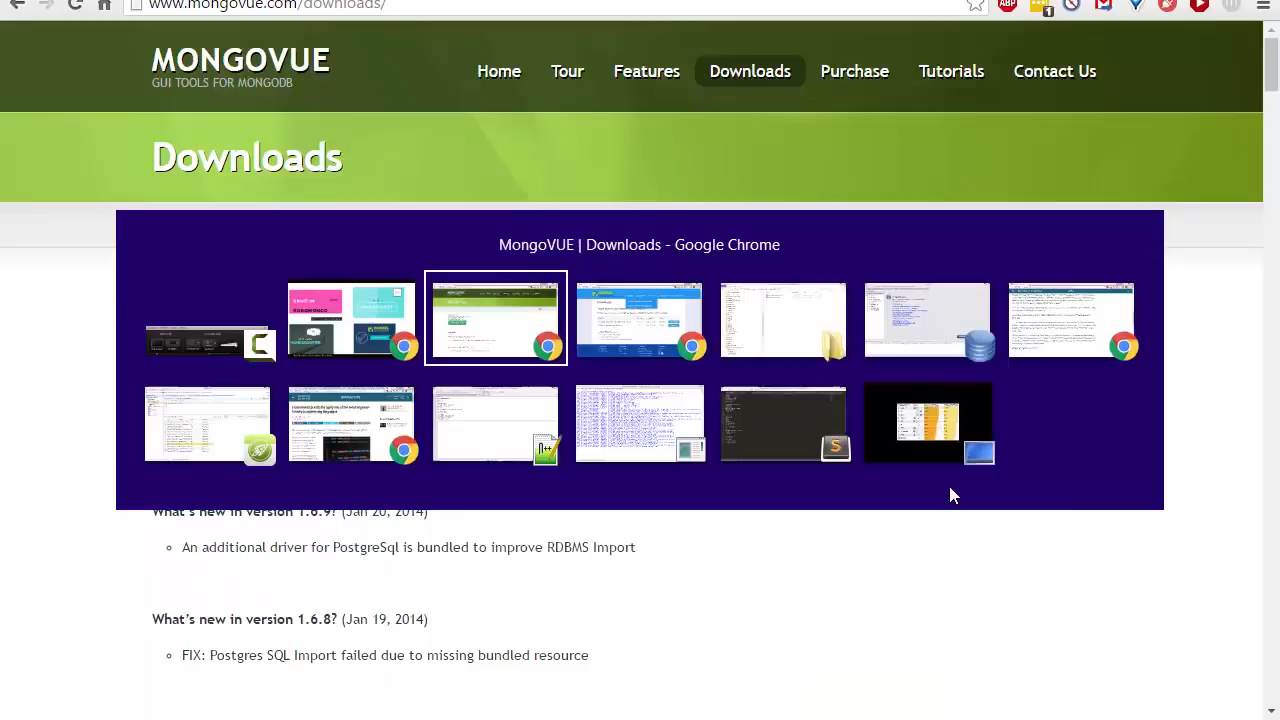 www.mongovue.com/downloads/
ABP
1
MONGOVUE
GUI TOOLS FOR MONGODB
Home
Tour
Features
Downloads
Purchase
Tutorials
Contact Us
Downloads
MongoVUE | Downloads - Google Chrome
What's new in version 1.6.9? (Jan 20, 2014)
An additional driver for PostgreSql is bundled to improve RDBMS Import
What's new in version 1.6.8? (Jan 19, 2014)
FIX: Postgres SQL Import failed due to missing bundled resource